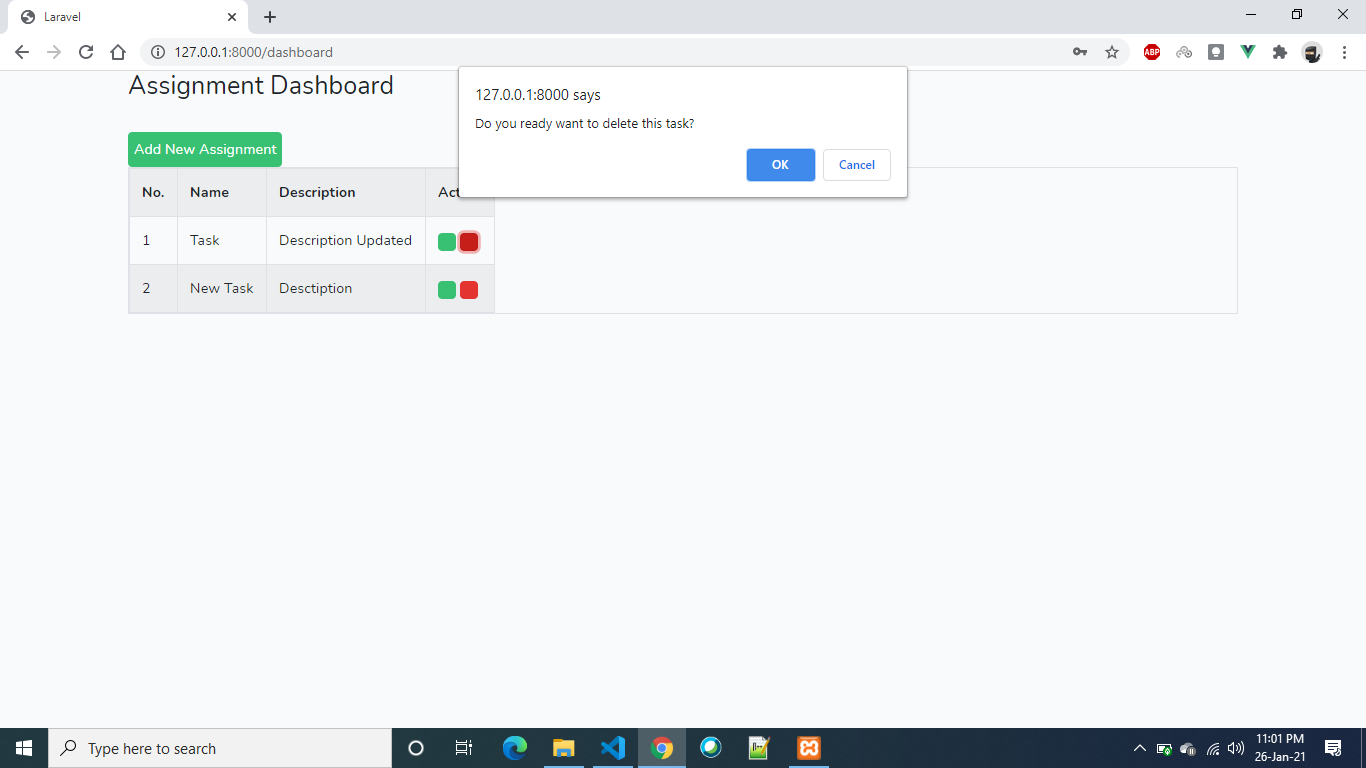 Laravel
127.0.0.1:8000/dashboard
ABP
Assignment Dashboard
127.0.0.1:8000 says
Do you ready want to delete this task?
OK Cancel
Add New Assignment
No. Name Description
1 Task Description Updated
2 New Task Desctiption
Type here to search
11:01 PM
26-Jan-21